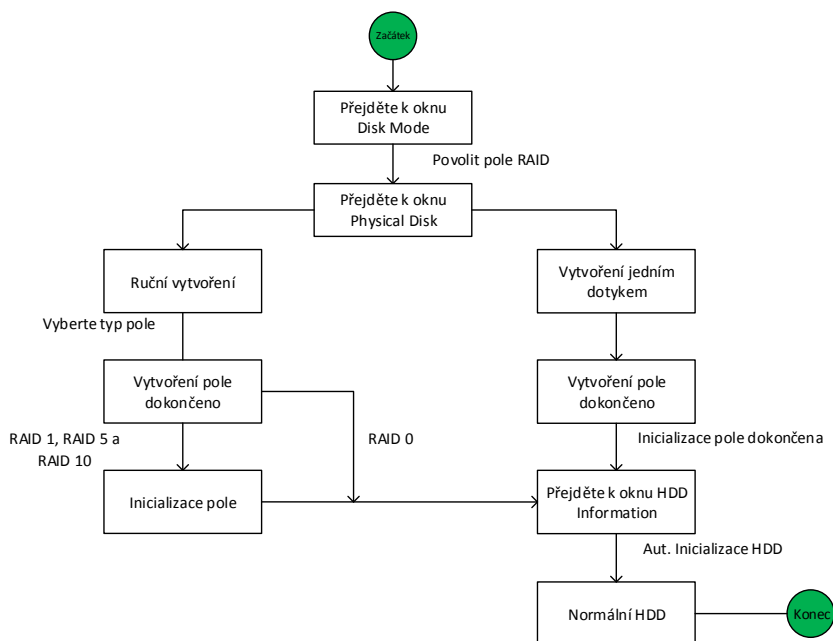 Začátek
Přejděte k oknu
Disk Mode
Povolit pole RAID
Přejděte k oknu
Physical Disk
Ruční vytvoření
Vytvoření jedním
dotykem
Vyberte typ pole
Vytvoření pole
dokončeno
Vytvoření pole
dokončeno
RAID 1, RAID 5 a
RAID 10
RAID 0
Inicializace pole dokončena
Inicializace pole
Přejděte k oknu HDD
Information
Aut. Inicializace HDD
Normální HDD
Konec